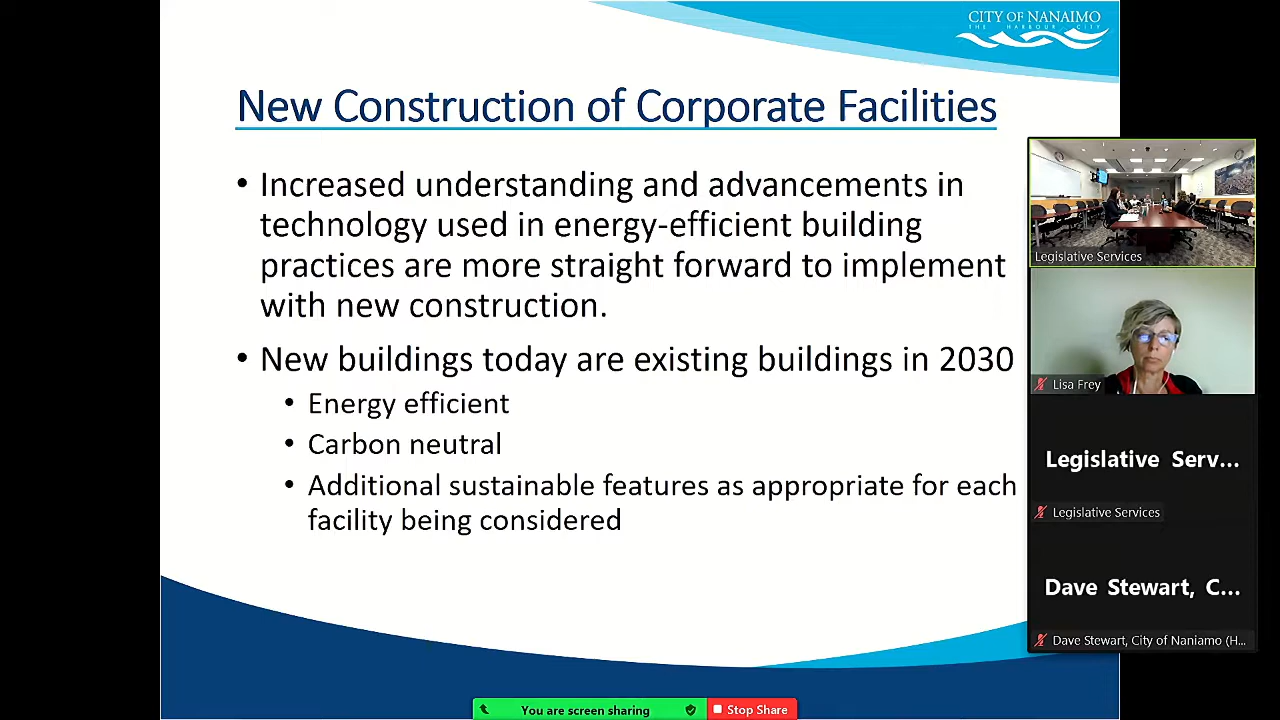 CITY OF NANAIMO
THE HARBOUR CITY
New Construction of Corporate Facilities
• Increased understanding and advancements in
technology used in energy-efficient building
practices are more straight forward to implement
with new construction.
• New buildings today are existing buildings in 2030
• Energy efficient
• Carbon neutral
• Additional sustainable features as appropriate for each
facility being considered
Legislative Services
Lisa Frey
Legislative Serv...
Legislative Services
Dave Stewart, C...
Dave Stewart, City of Naniamo (H...
You are screen sharing
Stop Share